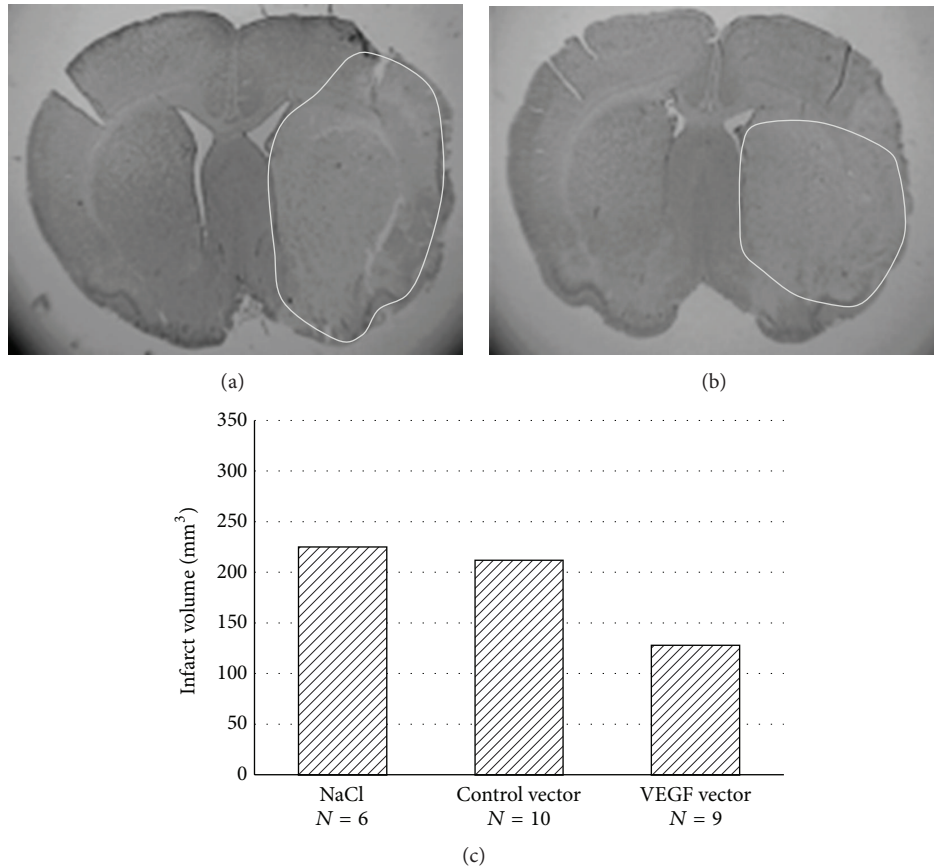 (a)
(b)
350
300
250
200
150
100
50
0
Infarct volume (mm³)
NaCl
N = 6
Control vector
N = 10
VEGF vector
N = 9
(c)